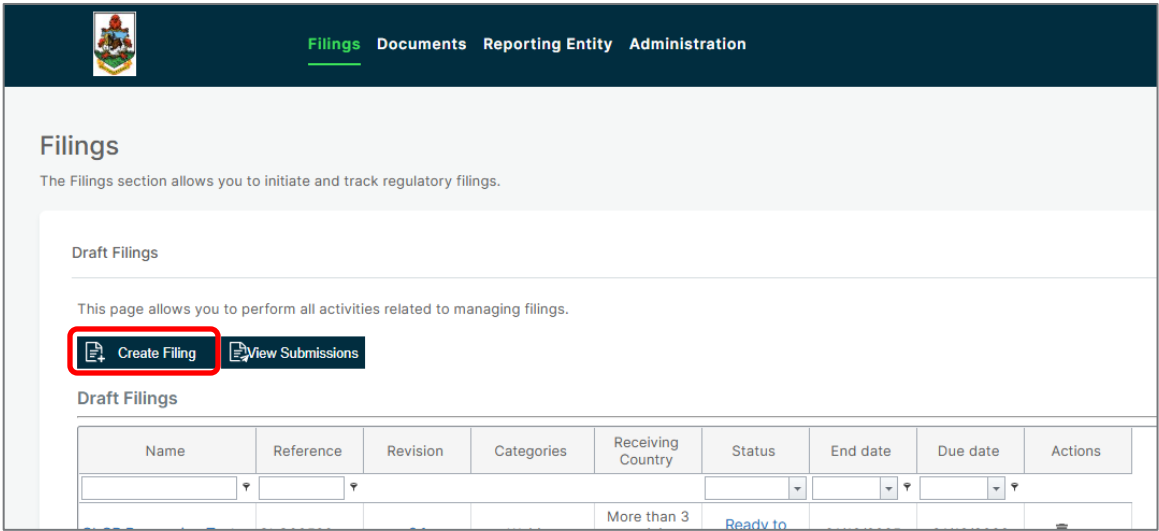 Filings Documents Reporting Entity Administration
Filings
The Filings section allows you to initiate and track regulatory filings.
Draft Filings
This page allows you to perform all activities related to managing filings.
Create Filing View Submissions
Draft Filings
Name Reference Revision Categories Receiving Country Status End date Due date Actions
More than 3
Ready to